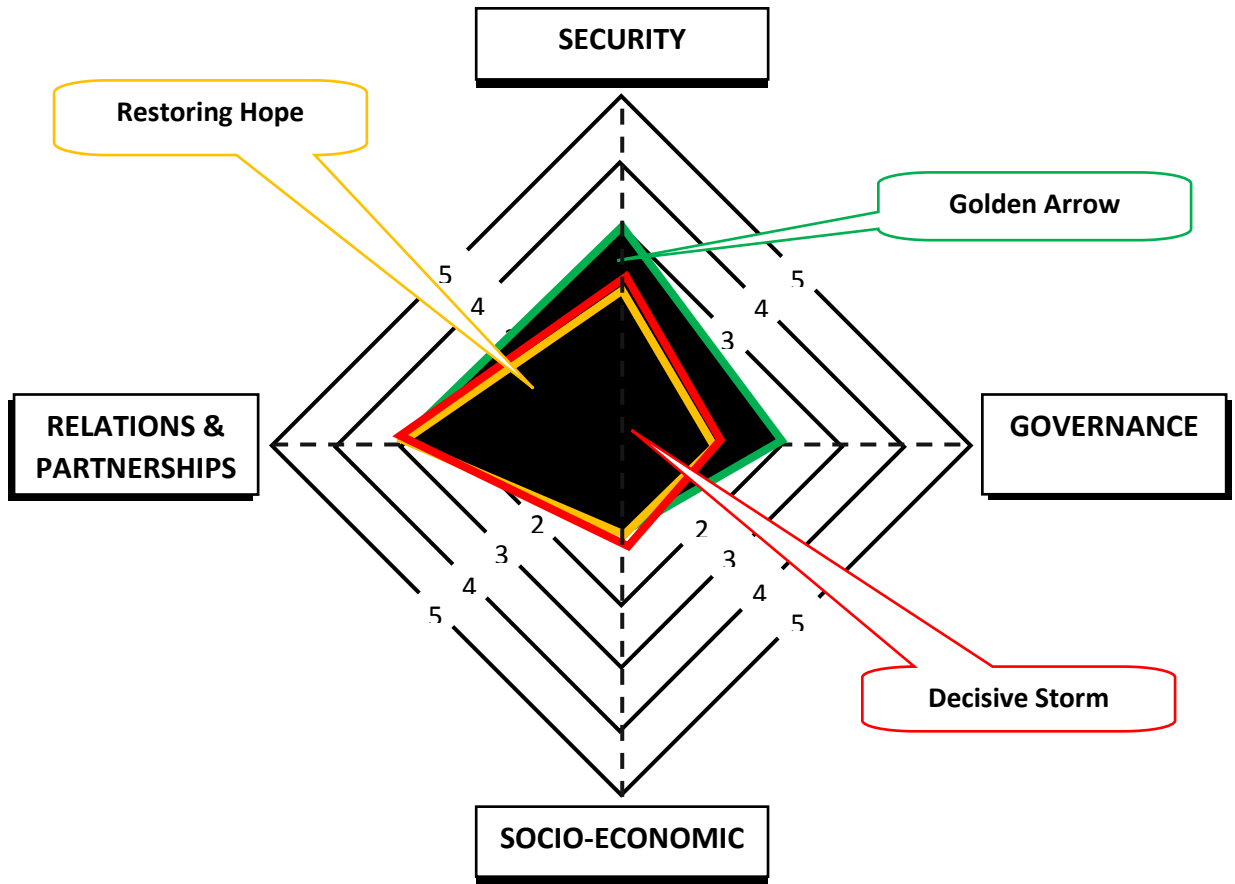 SECURITY
Restoring Hope
Golden Arrow
5
5
4
4
3
RELATIONS &
PARTNERSHIPS
GOVERNANCE
2
2
3
3
4
4
5
5
Decisive Storm
SOCIO-ECONOMIC